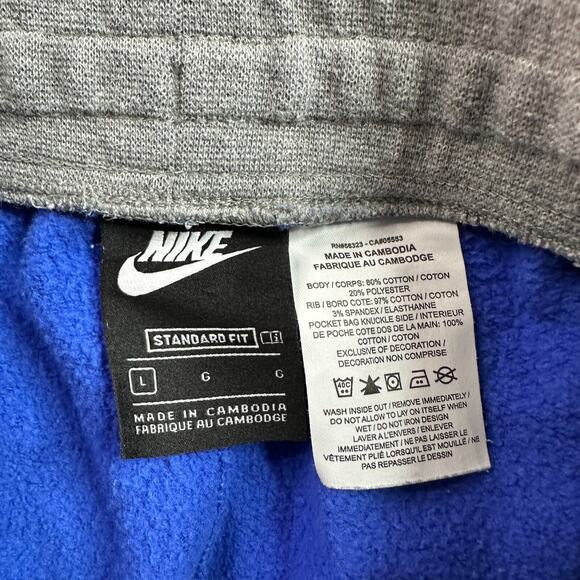 NIKE
STANDARD FIT
L G G
MADE IN CAMBODIA
FABRIQUE AU CAMBODGE
RN#56323 - CA#05553
MADE IN CAMBODIA
FABRIQUE AU CAMBODGE
BODY / CORPS: 80% COTTON / COTON
20% POLYESTER
RIB / BORD COTE: 97% COTTON / COTON
3% SPANDEX / ELASTHANNE
POCKET BAG KNUCKLE SIDE / INTERIEUR
DE POCHE COTE DOS DE LA MAIN: 100%
COTTON / COTON
EXCLUSIVE OF DECORATION /
DECORATION NON COMPRISE
40C
WASH INSIDE OUT / REMOVE IMMEDIATELY /
DO NOT ALLOW TO LAY ON ITSELF WHEN
WET / DO NOT IRON DESIGN
LAVER A L'ENVERS / ENLEVER
IMMÉDIATEMENT / NE PAS LAISSER LE
VÊTEMENT PLIÉ LORSQU'IL EST MOUILLÉ / NE
PAS REPASSER LE DESSIN